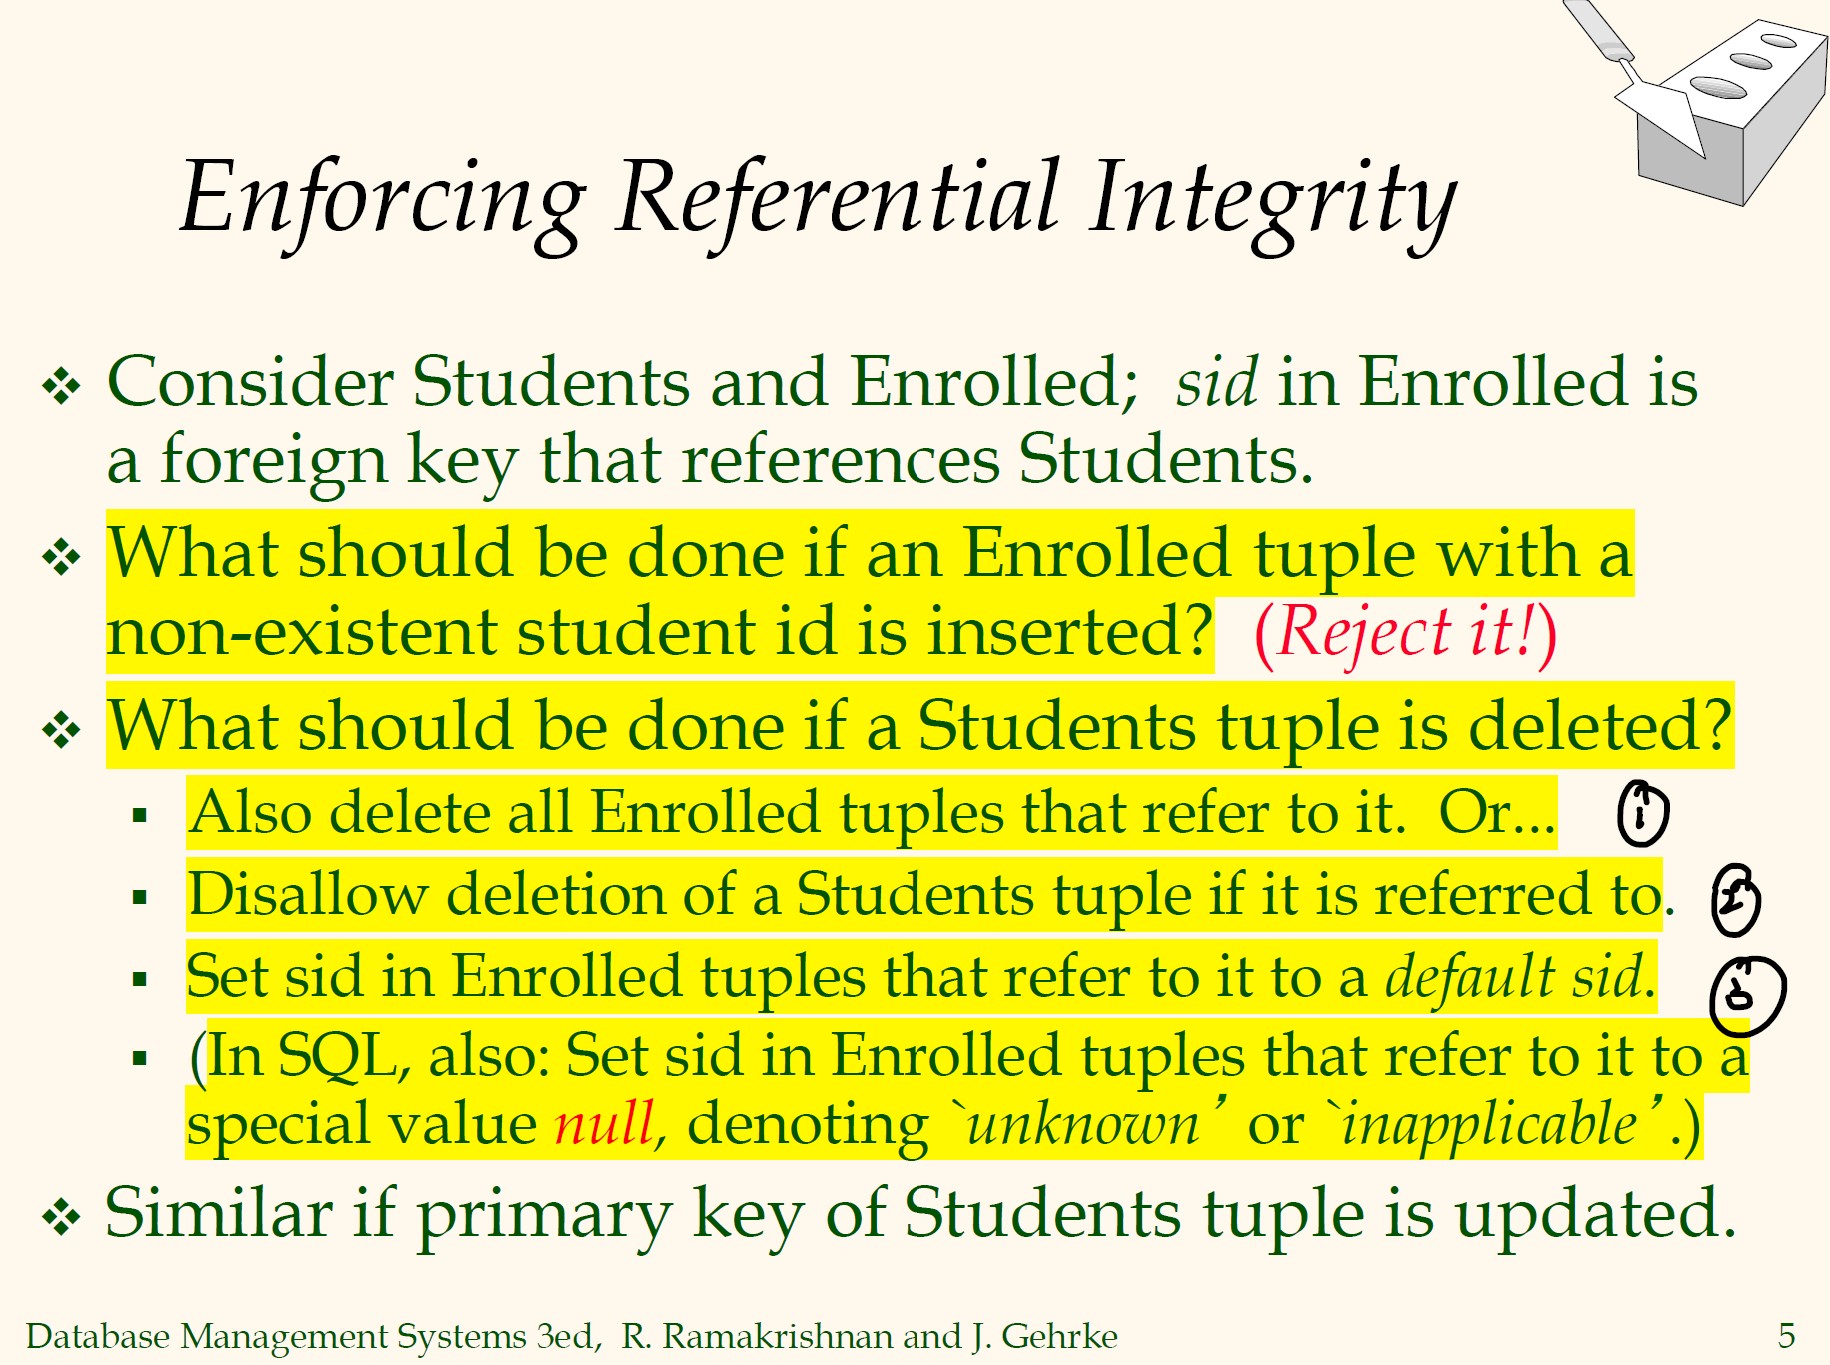 Enforcing Referential Integrity
❖ Consider Students and Enrolled; sid in Enrolled is
a foreign key that references Students.
❖ What should be done if an Enrolled tuple with a
non-existent student id is inserted? (Reject it!)
❖ What should be done if a Students tuple is deleted?
▪ Also delete all Enrolled tuples that refer to it. Or... ①
▪ Disallow deletion of a Students tuple if it is referred to. ②
▪ Set sid in Enrolled tuples that refer to it to a default sid.
▪ (In SQL, also: Set sid in Enrolled tuples that refer to it to a
special value null, denoting `unknown’ or `inapplicable’.)
❖ Similar if primary key of Students tuple is updated.
Database Management Systems 3ed, R. Ramakrishnan and J. Gehrke 5